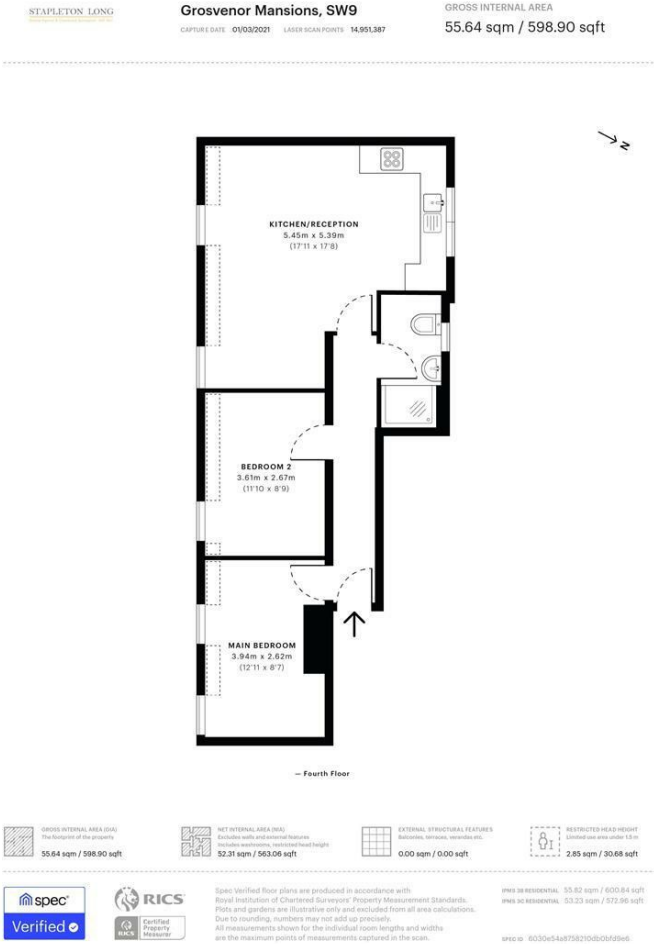 STAPLETON LONG
Grosvenor Mansions, SW9
CAPTURE DATE 01/03/2021 LASER SCAN POINTS 14,951,387
GROSS INTERNAL AREA
55.64 sqm / 598.90 sqft
N
KITCHEN/RECEPTION
5.45m x 5.39m
(17'11 x 17'8)
BEDROOM 2
3.61m x 2.67m
(11'10 x 8'9)
MAIN BEDROOM
3.94m x 2.62m
(12'11 x 8'7)
— Fourth Floor
GROSS INTERNAL AREA (GIA)
The footprint of the property
55.64 sqm / 598.90 sqft
NET INTERNAL AREA (NIA)
Excludes walls and external features
Includes washrooms, restricted head height
52.31 sqm / 563.06 sqft
EXTERNAL STRUCTURAL FEATURES
Balconies, terraces, verandas etc.
0.00 sqm / 0.00 sqft
RESTRICTED HEAD HEIGHT
Limited use area under 1.5 m
2.85 sqm / 30.68 sqft
spec
Verified
RICS
RICS
Certified
Property
Measurer
Spec Verified floor plans are produced in accordance with
Royal Institution of Chartered Surveyors' Property Measurement Standards.
Plots and gardens are illustrative only and excluded from all area calculations.
Due to rounding, numbers may not add up precisely.
All measurements shown for the individual room lengths and widths
are the maximum points of measurements captured in the scan.
IPMS 3B RESIDENTIAL 55.82 sqm / 600.84 sqft
IPMS 3C RESIDENTIAL 53.23 sqm / 572.96 sqft
SPEC ID